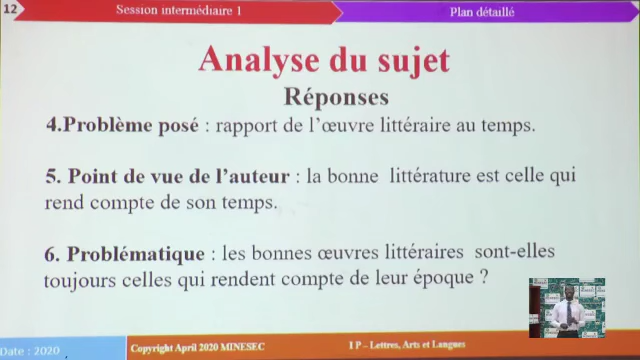 12
Session intermédiaire 1
Plan détaillé
Analyse du sujet
Réponses
4.Problème posé : rapport de l'œuvre littéraire au temps.
5. Point de vue de l'auteur : la bonne littérature est celle qui
rend compte de son temps.
6. Problématique : les bonnes œuvres littéraires sont-elles
toujours celles qui rendent compte de leur époque ?
Date : 2020
Copyright April 2020 MINESEC
I P – Lettres, Arts et Langues